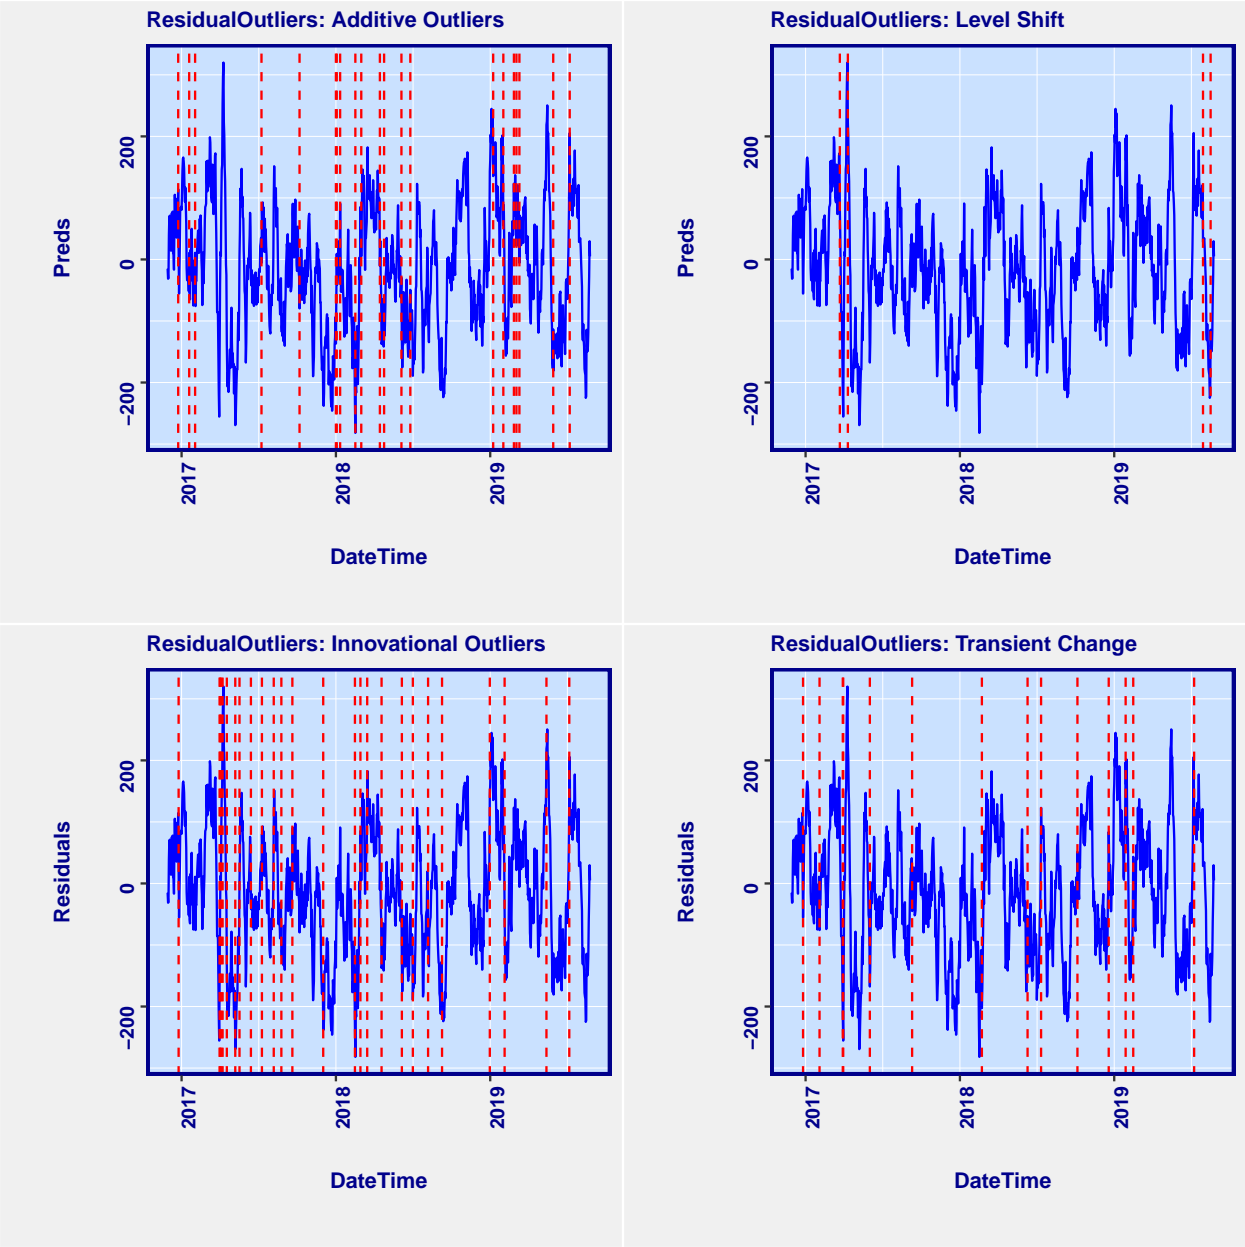 ResidualOutliers: Additive Outliers
Preds
200
0
−200
2017
2018
2019
DateTime
ResidualOutliers: Level Shift
Preds
200
0
−200
2017
2018
2019
DateTime
ResidualOutliers: Innovational Outliers
Residuals
200
0
−200
2017
2018
2019
DateTime
ResidualOutliers: Transient Change
Residuals
200
0
−200
2017
2018
2019
DateTime